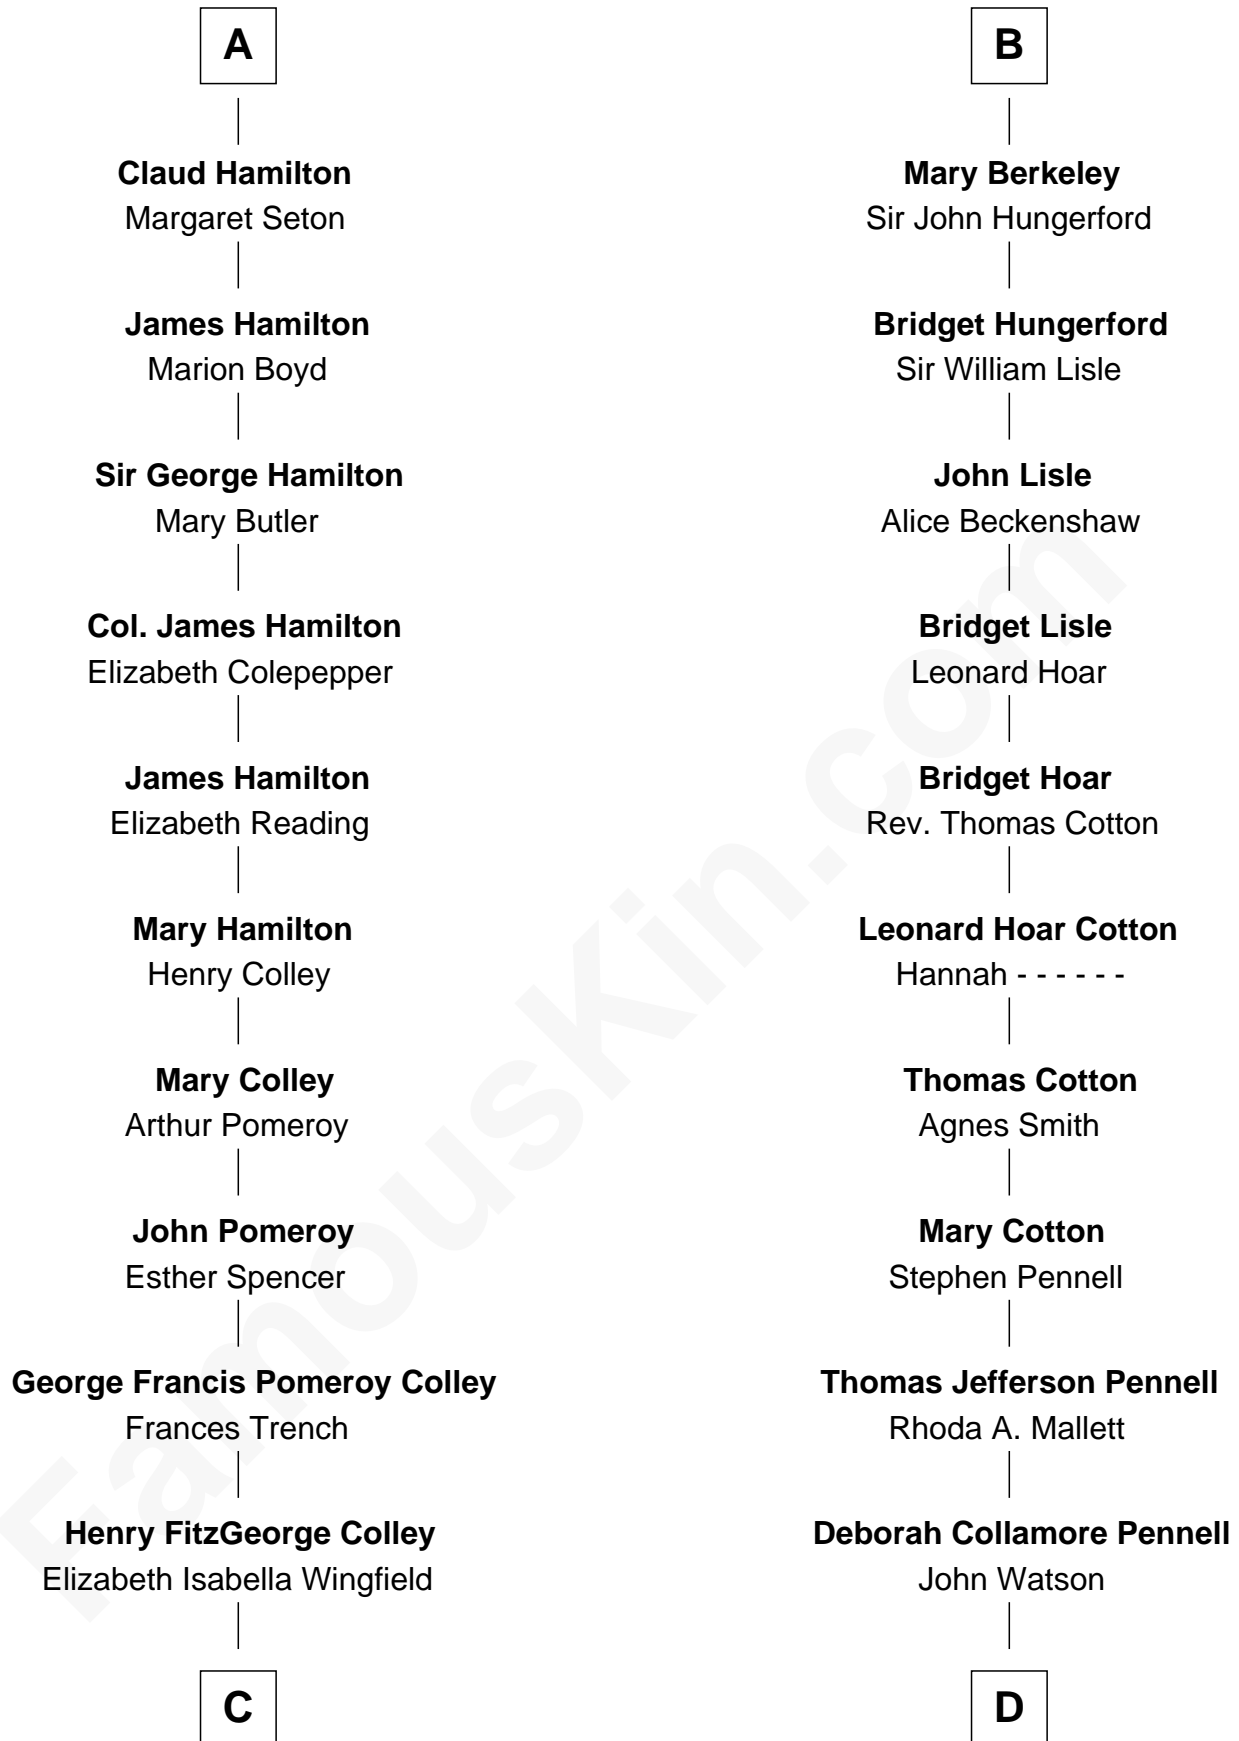 A
Claud Hamilton
Margaret Seton
James Hamilton
Marion Boyd
Sir George Hamilton
Mary Butler
Col. James Hamilton
Elizabeth Colepepper
James Hamilton
Elizabeth Reading
Mary Hamilton
Henry Colley
Mary Colley
Arthur Pomeroy
John Pomeroy
Esther Spencer
George Francis Pomeroy Colley
Frances Trench
Henry FitzGeorge Colley
Elizabeth Isabella Wingfield
C
B
Mary Berkeley
Sir John Hungerford
Bridget Hungerford
Sir William Lisle
John Lisle
Alice Beckenshaw
Bridget Lisle
Leonard Hoar
Bridget Hoar
Rev. Thomas Cotton
Leonard Hoar Cotton
Hannah - - - - - -
Thomas Cotton
Agnes Smith
Mary Cotton
Stephen Pennell
Thomas Jefferson Pennell
Rhoda A. Mallett
Deborah Collamore Pennell
John Watson
D
FamousKin.com